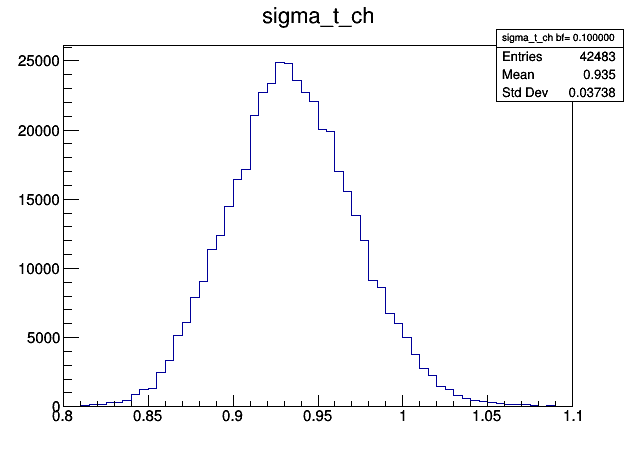 sigma_t_ch
sigma_t_ch bf= 0.100000
Entries 42483
Mean 0.935
Std Dev 0.03738
25000
20000
15000
10000
5000
0
0.8 0.85 0.9 0.95 1 1.05 1.1